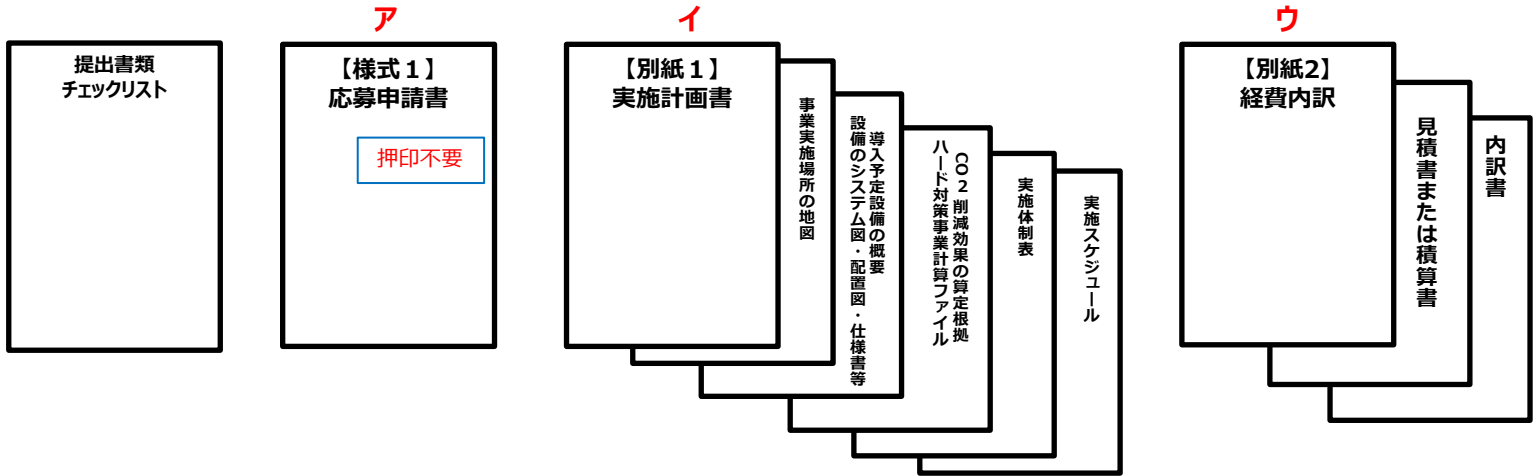 ア
イ
ウ
提出書類
チェックリスト
【様式１】
応募申請書
押印不要
【別紙１】
実施計画書
事業実施場所の地図
導入予定設備の概要
設備のシステム図・配置図・仕様書等
CO２削減効果の算定根拠
ハード対策事業計算ファイル
実施体制表
実施スケジュール
【別紙2】
経費内訳
見積書または積算書
内訳書